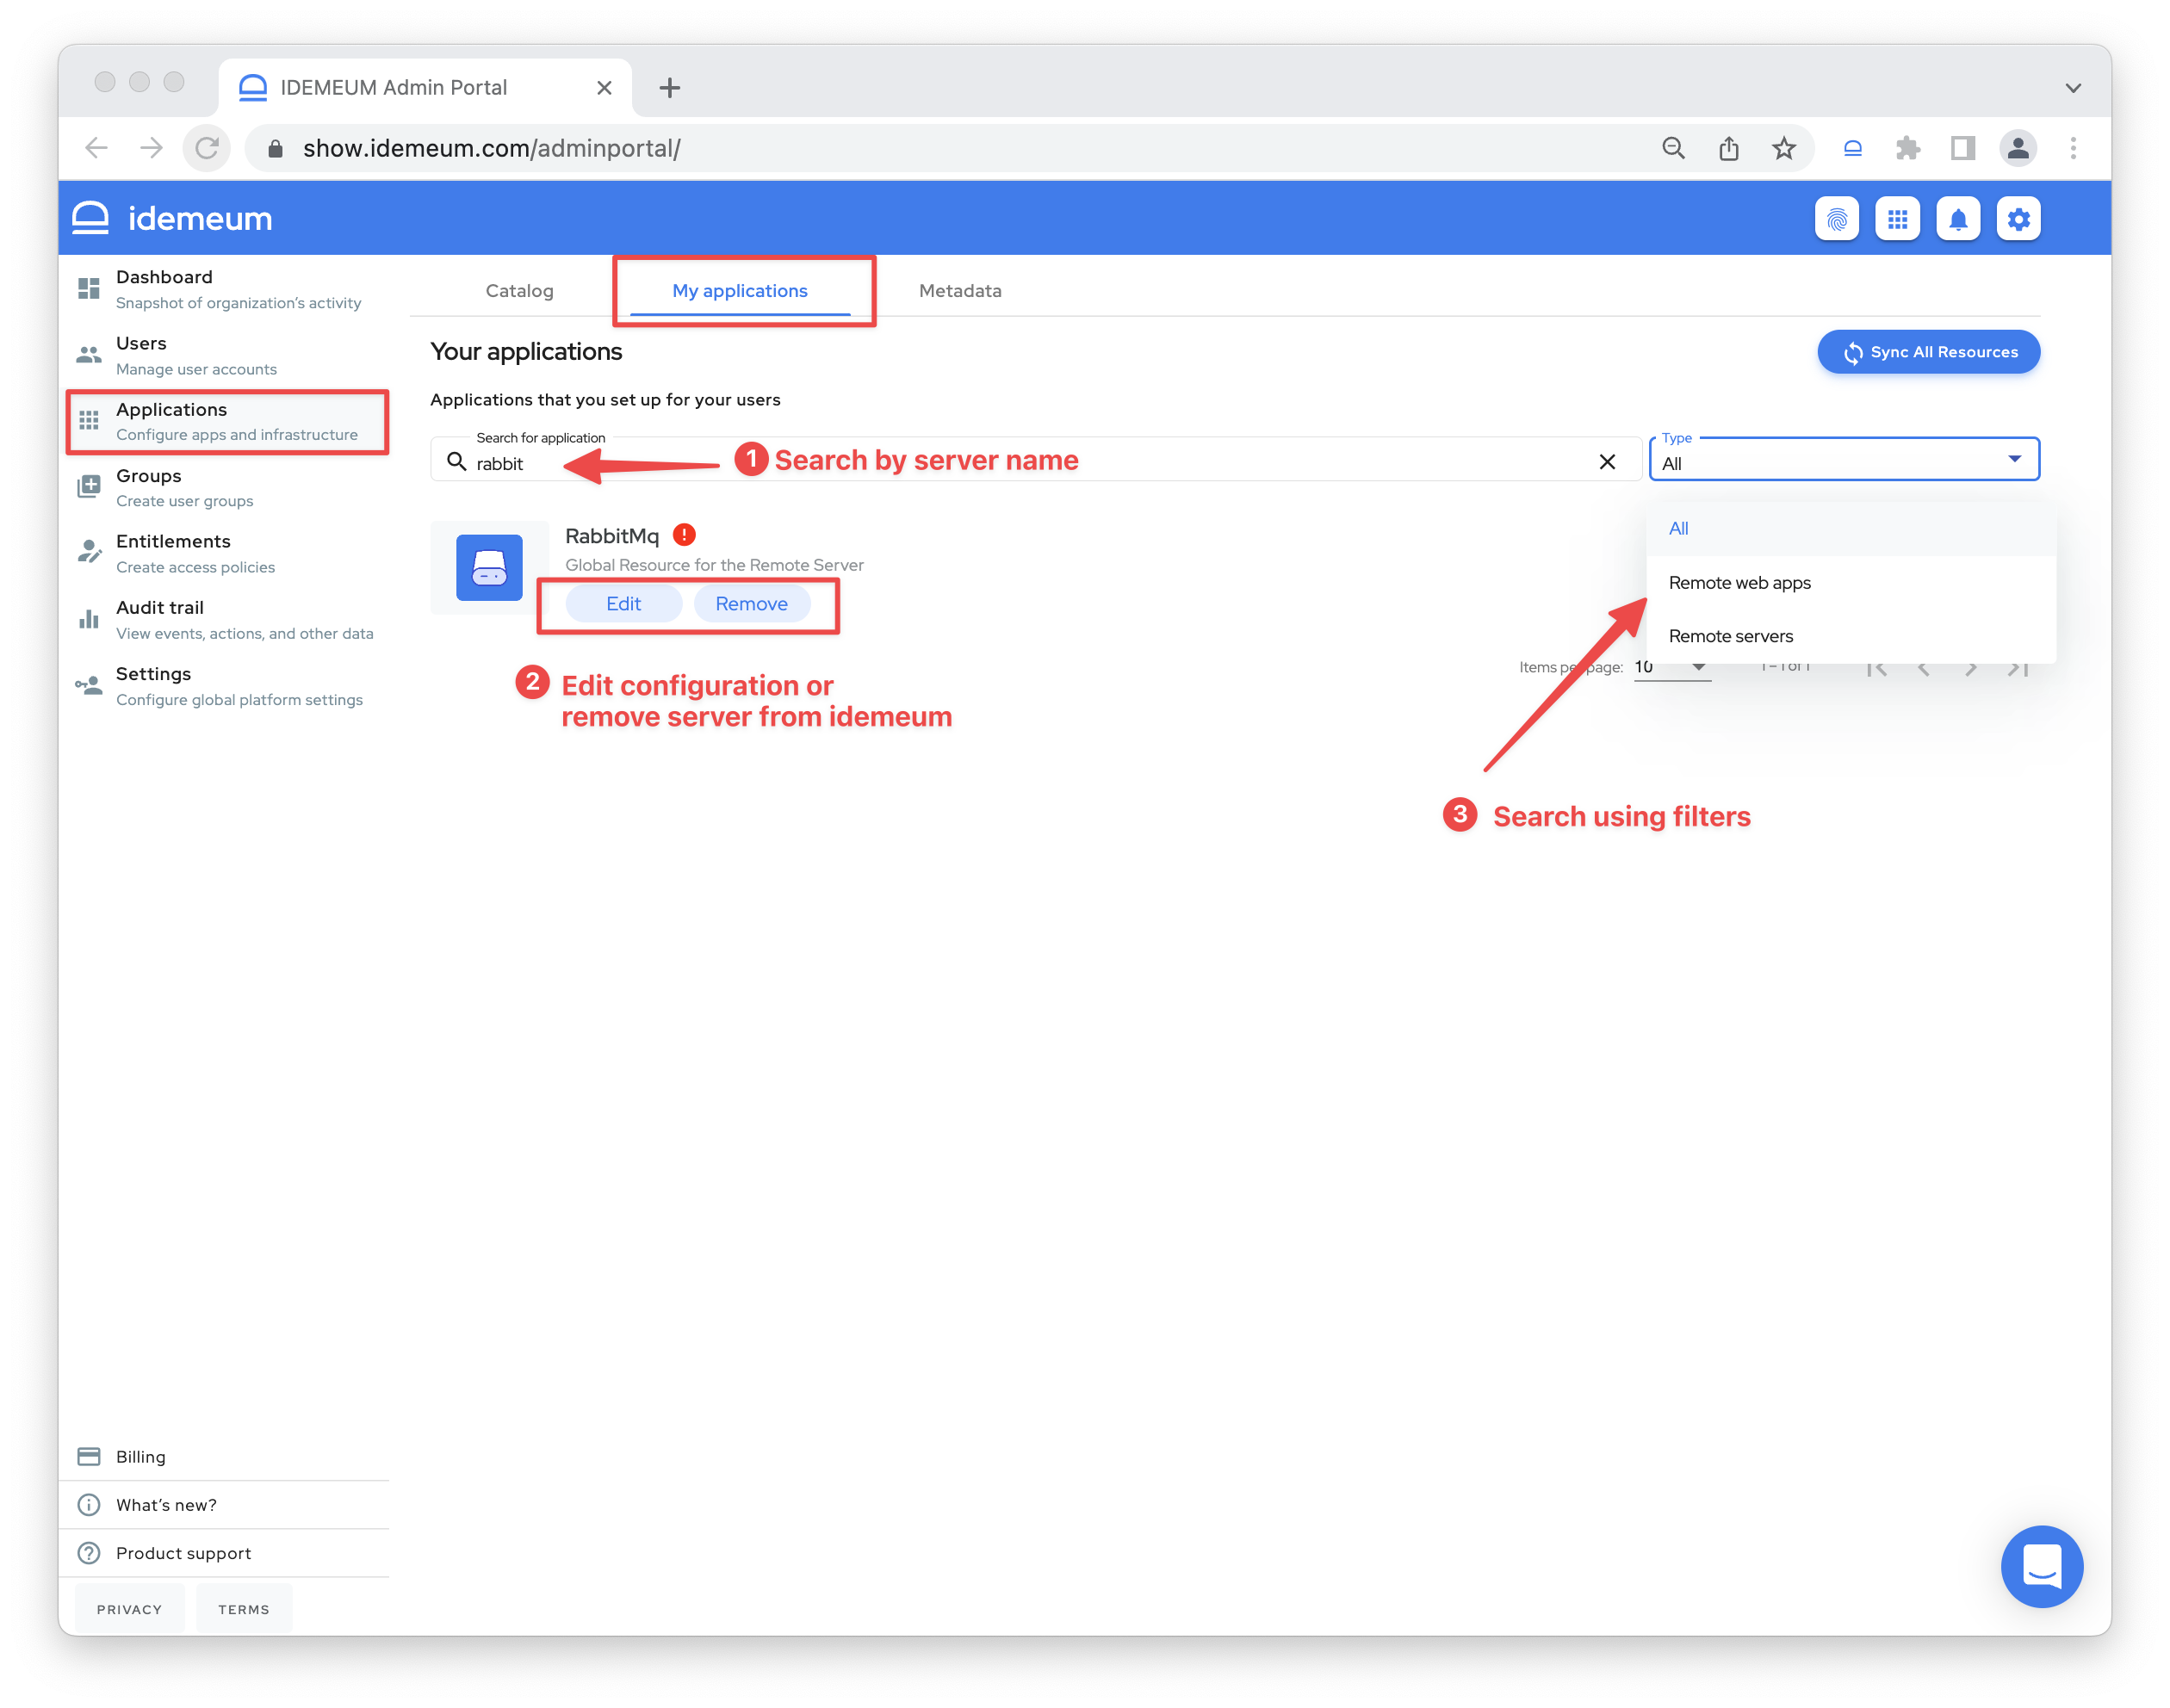 IDEMEUM Admin Portal
show.idemeum.com/adminportal/
idemeum
Dashboard
Snapshot of organization's activity
Users
Manage user accounts
Applications
Configure apps and infrastructure
Groups
Create user groups
Entitlements
Create access policies
Audit trail
View events, actions, and other data
Settings
Configure global platform settings
Catalog
My applications
Metadata
Your applications
Sync All Resources
Applications that you set up for your users
Search for application
rabbit
1 Search by server name
Type
All
All
Remote web apps
Remote servers
RabbitMq
Global Resource for the Remote Server
Edit
Remove
2 Edit configuration or
remove server from idemeum
Items per page: 10
1 – 1 of 1
3 Search using filters
Billing
What's new?
Product support
PRIVACY
TERMS